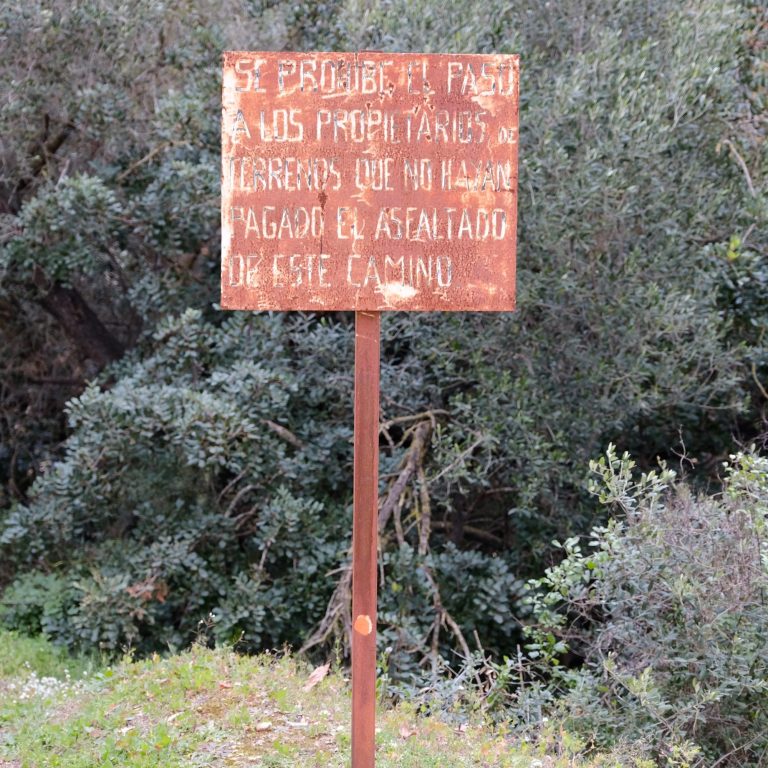 SE PROHIBE EL PASO
A LOS PROPIETARIOS DE
TERRENOS QUE NO HAYAN
PAGADO EL ASFALTADO
DE ESTE CAMINO